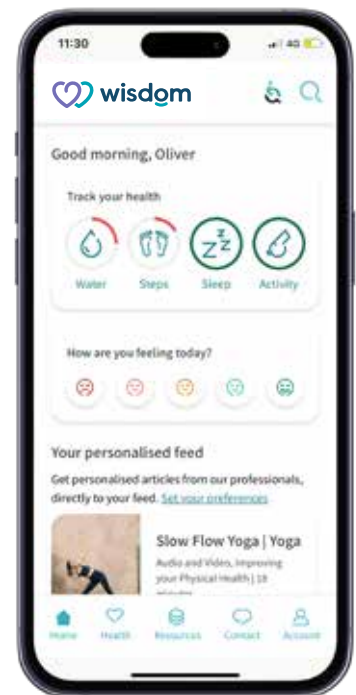 11:30
4G
wisdom
Good morning, Oliver
Track your health
Water Steps Sleep Activity
How are you feeling today?
Your personalised feed
Get personalised articles from our professionals,
directly to your feed. Set your preferences
Slow Flow Yoga | Yoga
Audio and Video, Improving
your Physical Health | 18
minutes
Home Health Resources Contact Account